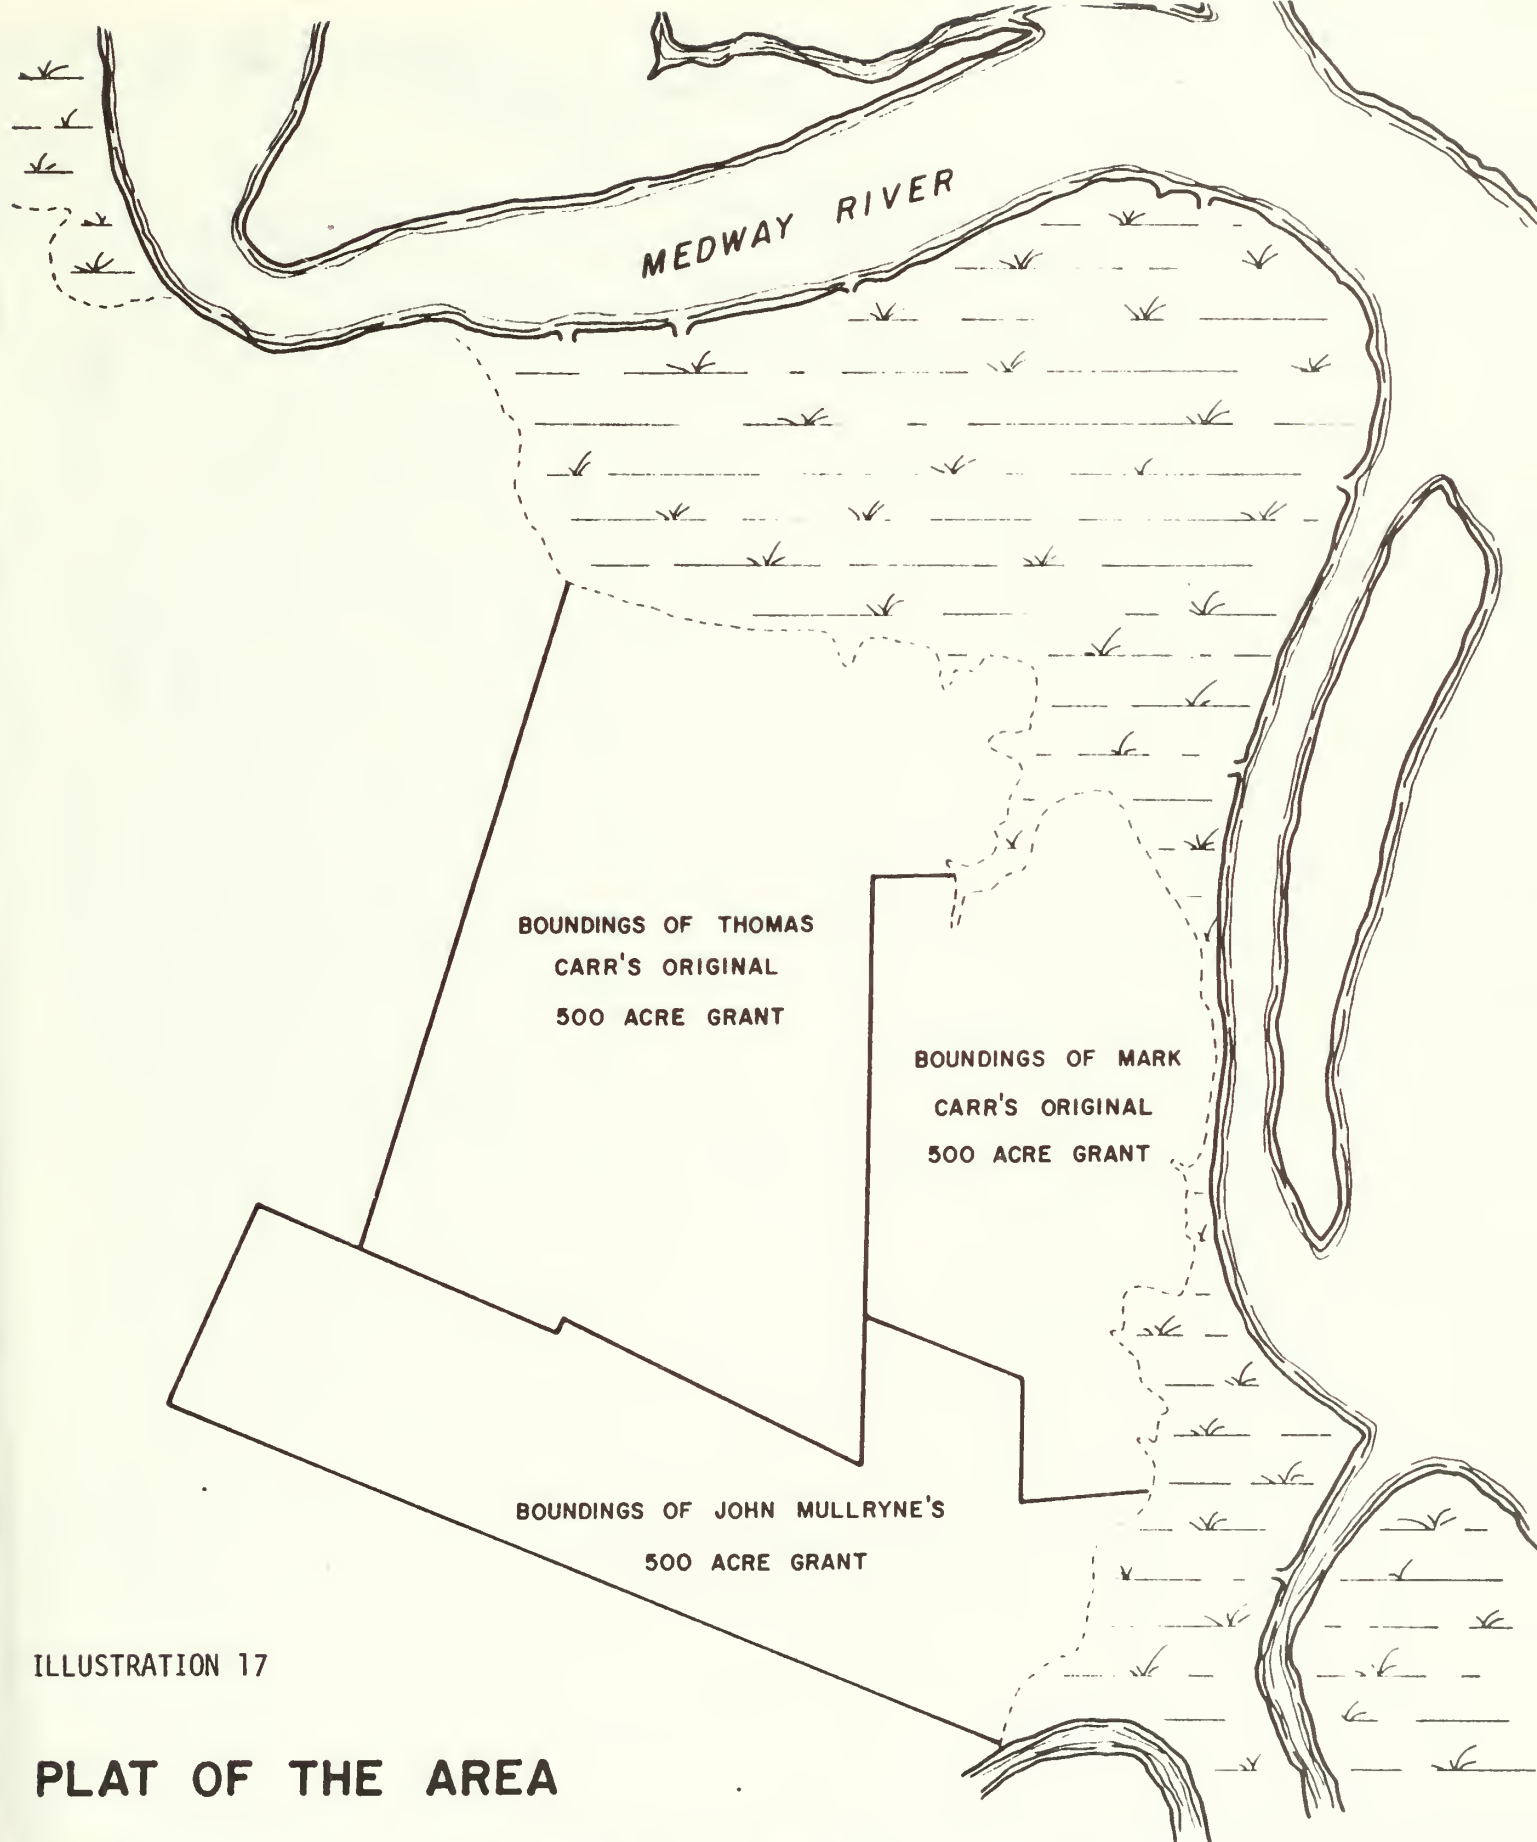 MEDWAY RIVER
BOUNDINGS OF THOMAS
CARR'S ORIGINAL
500 ACRE GRANT
BOUNDINGS OF MARK
CARR'S ORIGINAL
500 ACRE GRANT
BOUNDINGS OF JOHN MULLRYNE'S
500 ACRE GRANT
ILLUSTRATION 17
PLAT OF THE AREA